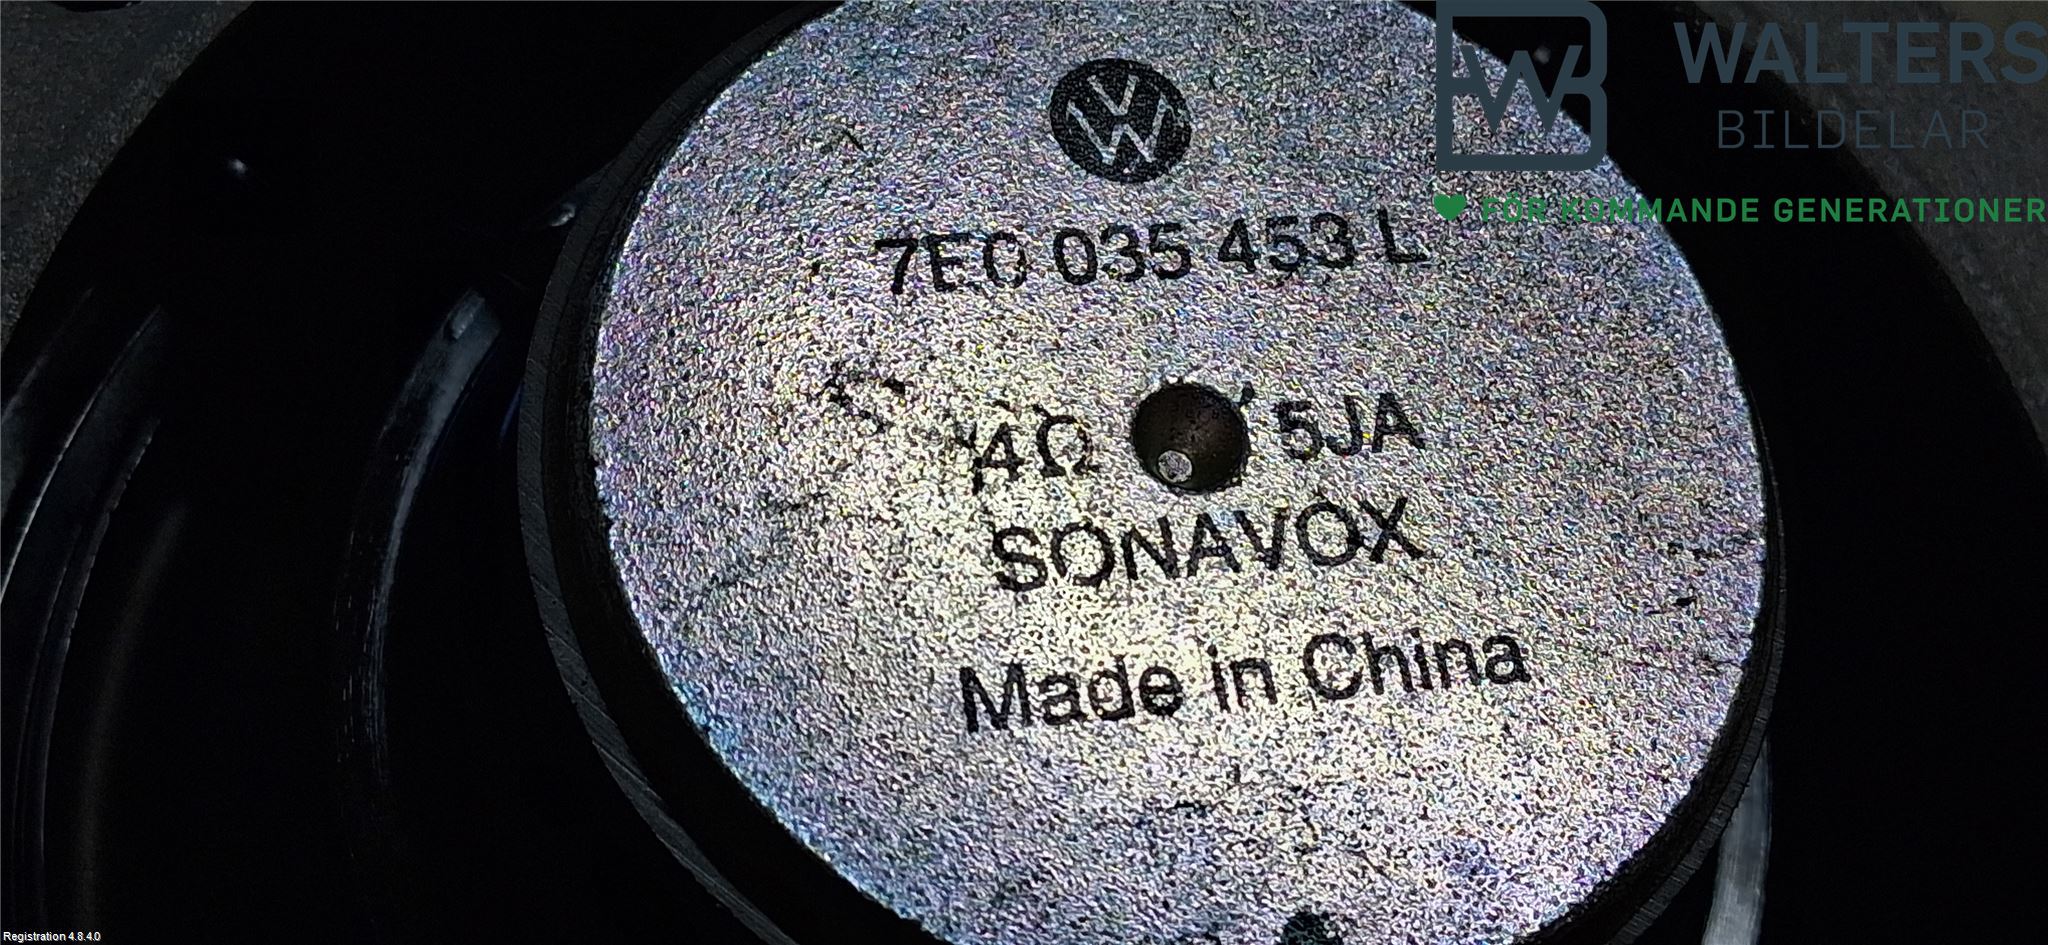 WALTERS
BILDELAR
FÖR KOMMANDE GENERATIONER
7E0 035 453 L
4Ω 5JA
SONAVOX
Made in China
Registration 4.8.4.0